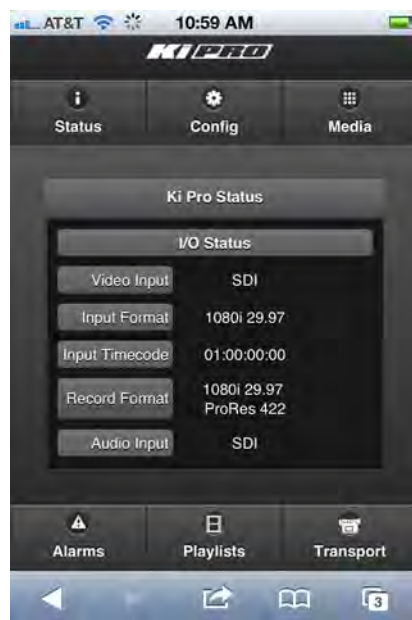 AT&T 10:59 AM
KiPRO
Status Config Media
Ki Pro Status
I/O Status
Video Input SDI
Input Format 1080i 29.97
Input Timecode 01:00:00:00
Record Format 1080i 29.97
ProRes 422
Audio Input SDI
Alarms Playlists Transport
3